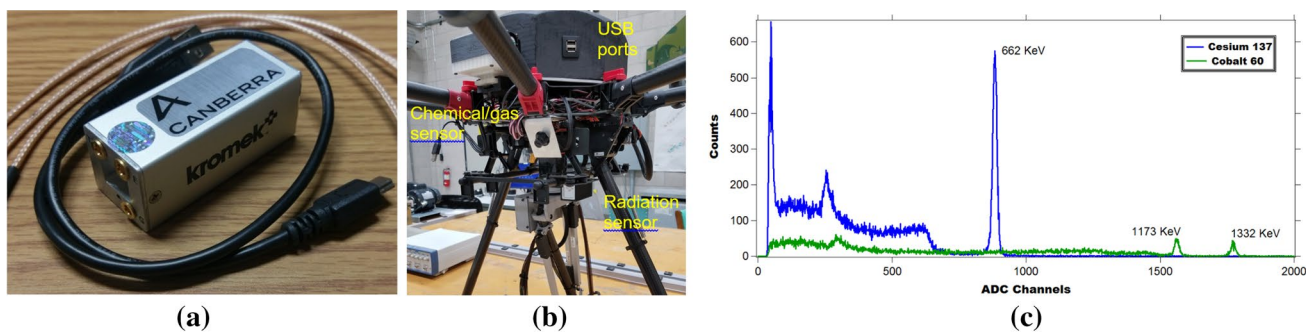 CANBERRA
kromek
(a)
USB
ports
Chemical/gas
sensor
Radiation
sensor
(b)
Counts
600
500
400
300
200
100
0
0
500
1000
1500
2000
ADC Channels
662 KeV
1173 KeV
1332 KeV
Cesium 137
Cobalt 60
(c)